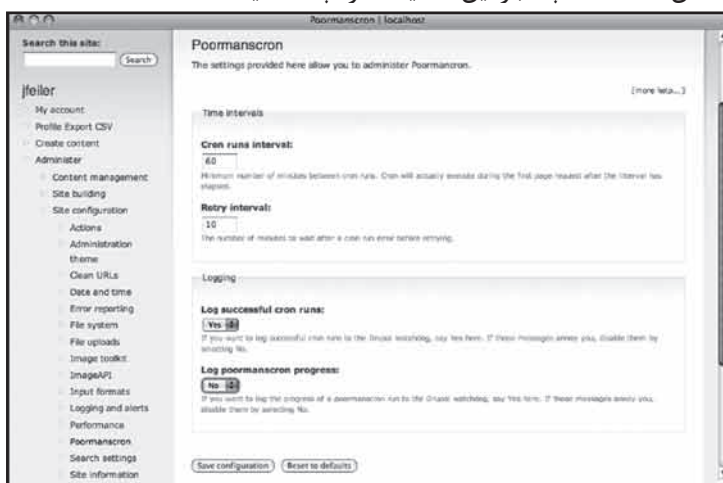 Poormanscron | localhost
Search this site:
Search
jfeiler
My account
Profile Export CSV
Create content
Administer
Content management
Site building
Site configuration
Actions
Administration
theme
Clean URLs
Date and time
Error reporting
File system
File uploads
Image toolkit
ImageAPI
Input formats
Logging and alerts
Performance
Poormanscron
Search settings
Site information
Poormanscron
The settings provided here allow you to administer Poormanscron.
[more help...]
Time intervals
Cron runs interval:
60
Minimum number of minutes between cron runs. Cron will actually execute during the first page request after the interval has
elapsed.
Retry interval:
10
The number of minutes to wait after a cron run error before retrying.
Logging
Log successful cron runs:
Yes
If you want to log successful cron runs to the Drupal watchdog, say Yes here. If those messages annoy you, disable them by
selecting No.
Log poormanscron progress:
No
If you want to log the progress of a poormanscron run to the Drupal watchdog, say Yes here. If those messages annoy you,
disable them by selecting No.
Save configuration
Reset to defaults